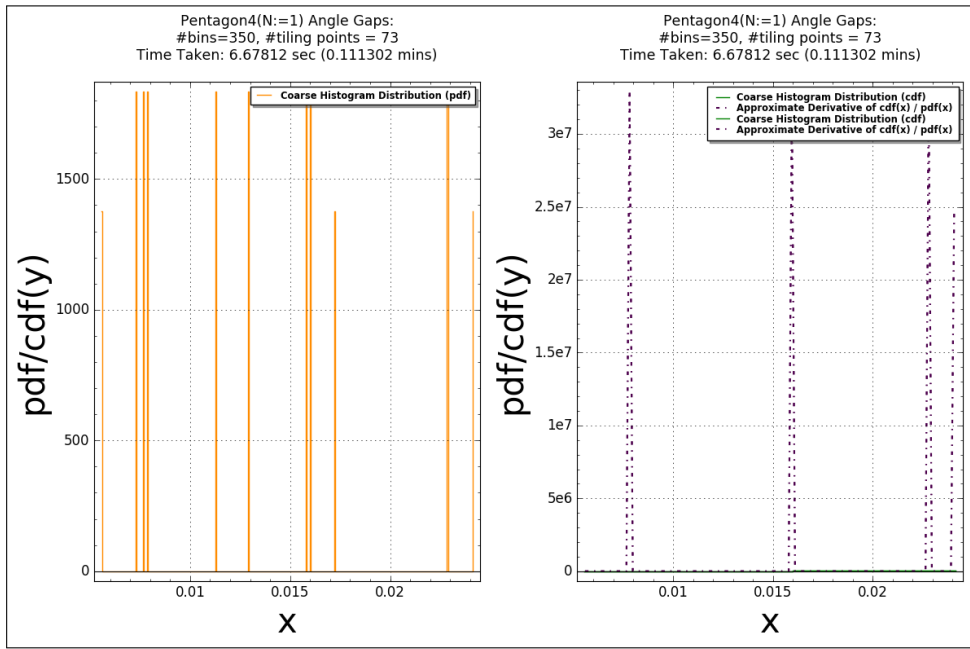 Pentagon4(N:=1) Angle Gaps:
#bins=350, #tiling points = 73
Time Taken: 6.67812 sec (0.111302 mins)
Coarse Histogram Distribution (pdf)
1500
1000
500
0
pdf/cdf(y)
0.01
0.015
0.02
x
Pentagon4(N:=1) Angle Gaps:
#bins=350, #tiling points = 73
Time Taken: 6.67812 sec (0.111302 mins)
Coarse Histogram Distribution (cdf)
Approximate Derivative of cdf(x) / pdf(x)
Coarse Histogram Distribution (cdf)
Approximate Derivative of cdf(x) / pdf(x)
3e7
2.5e7
2e7
1.5e7
1e7
5e6
0
pdf/cdf(y)
0.01
0.015
0.02
x